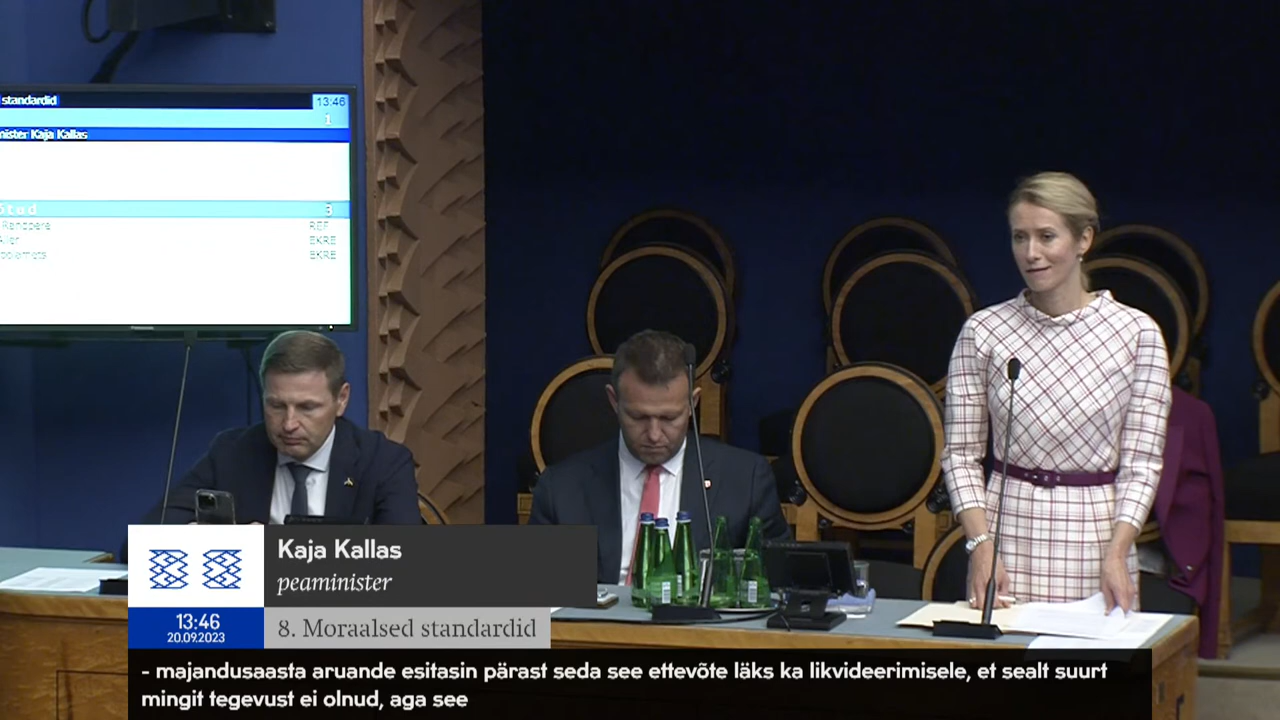 standardid 13:46
1
Kaja Kallas
3
REF
EKRE
EKRE
Kaja Kallas
peaminister
13:46
20.09.2023
8. Moraalsed standardid
- majandusaasta aruande esitasin pärast seda see ettevõte läks ka likvideerimisele, et sealt suurt
mingit tegevust ei olnud, aga see